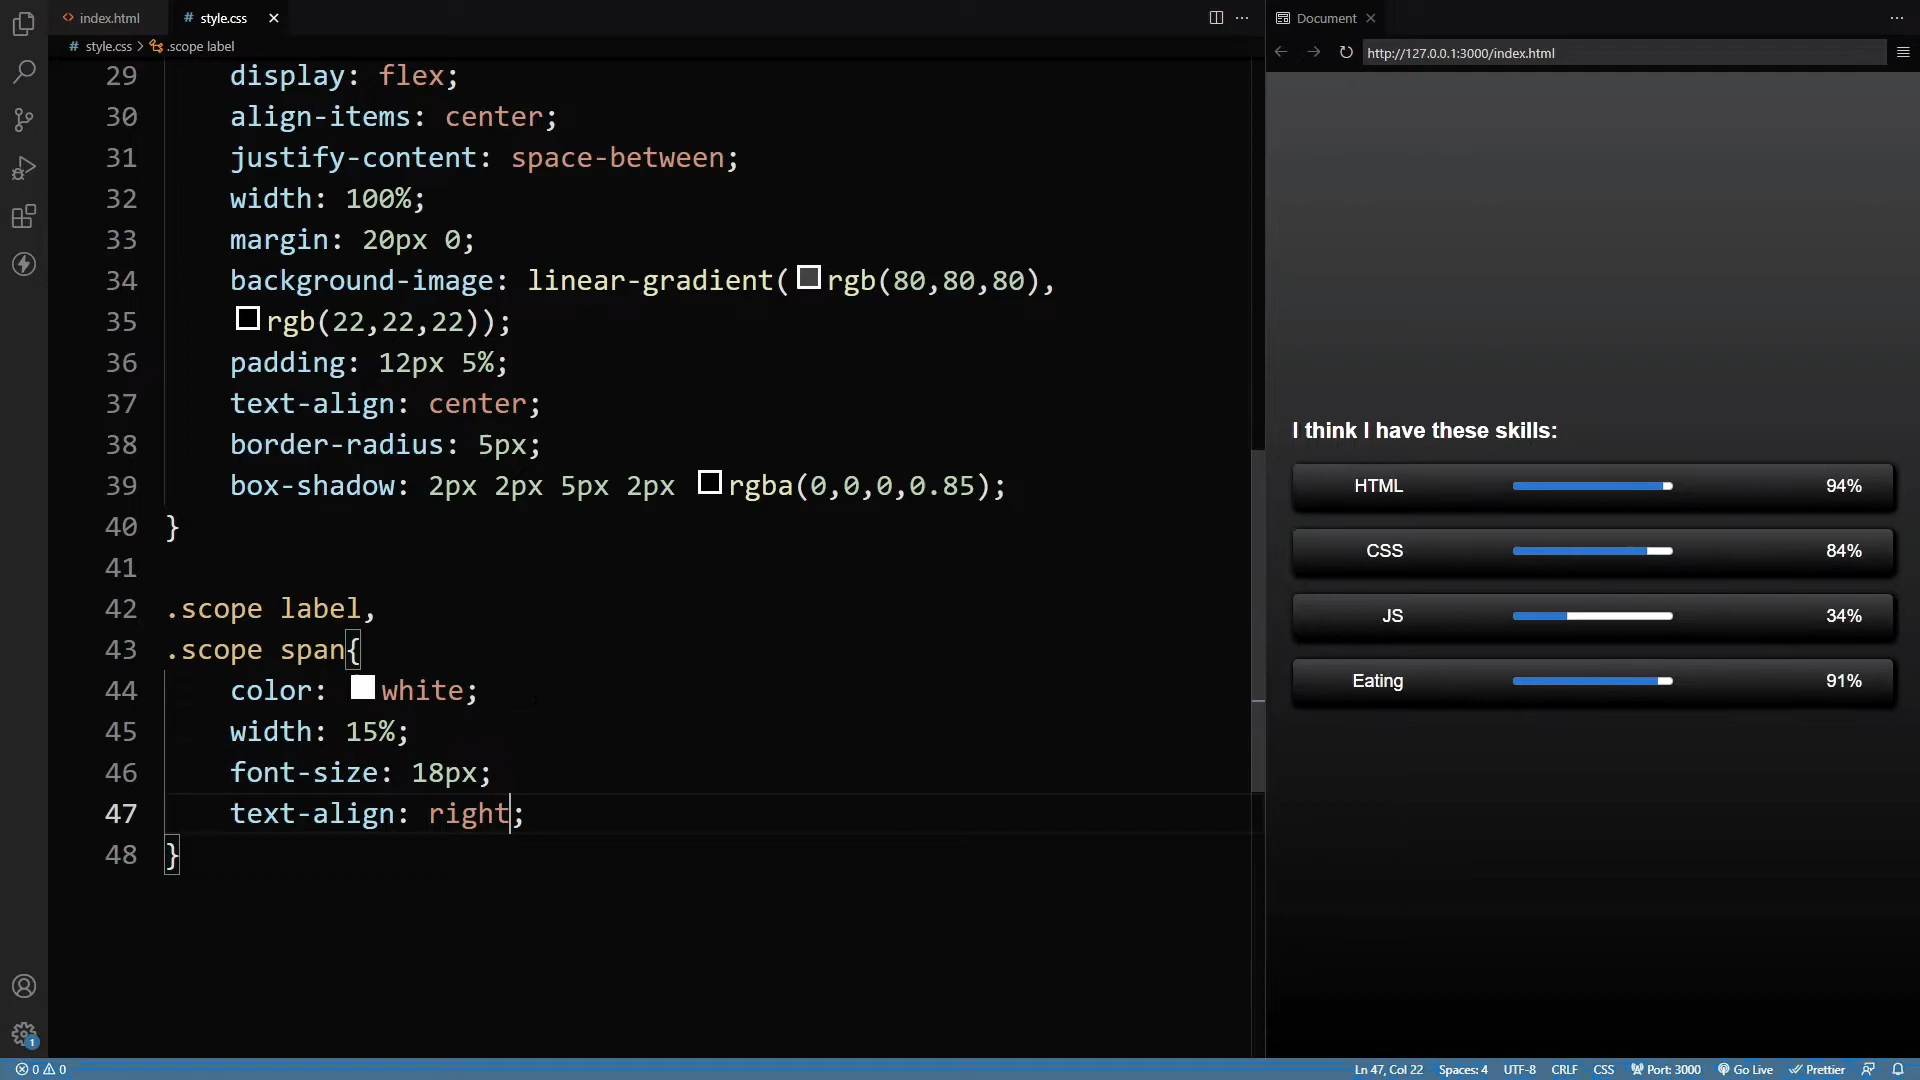 index.html
style.css
Document
style.css > .scope label
http://127.0.0.1:3000/index.html
29 display: flex;
30 align-items: center;
31 justify-content: space-between;
32 width: 100%;
33 margin: 20px 0;
34 background-image: linear-gradient(rgb(80,80,80),
35 rgb(22,22,22));
36 padding: 12px 5%;
37 text-align: center;
38 border-radius: 5px;
39 box-shadow: 2px 2px 5px 2px rgba(0,0,0,0.85);
40 }
41
42 .scope label,
43 .scope span{
44 color: white;
45 width: 15%;
46 font-size: 18px;
47 text-align: right;
48 }
I think I have these skills:
HTML 94%
CSS 84%
JS 34%
Eating 91%
1
0 0 Ln 47, Col 22 Spaces: 4 UTF-8 CRLF CSS Port: 3000 Go Live Prettier